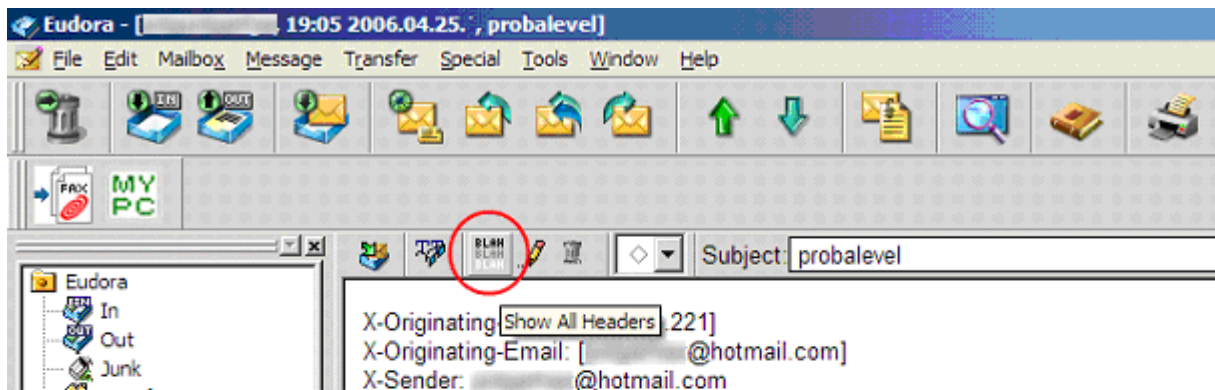 Eudora - [ , 19:05 2006.04.25. , probalevel]
File Edit Mailbox Message Transfer Special Tools Window Help
IN OUT
FAX MY PC
BLAH BLAH BLAH Subject: probalevel
Eudora
In
Out
Junk
X-Originating- Show All Headers .221]
X-Originating-Email: [ @hotmail.com]
X-Sender: @hotmail.com